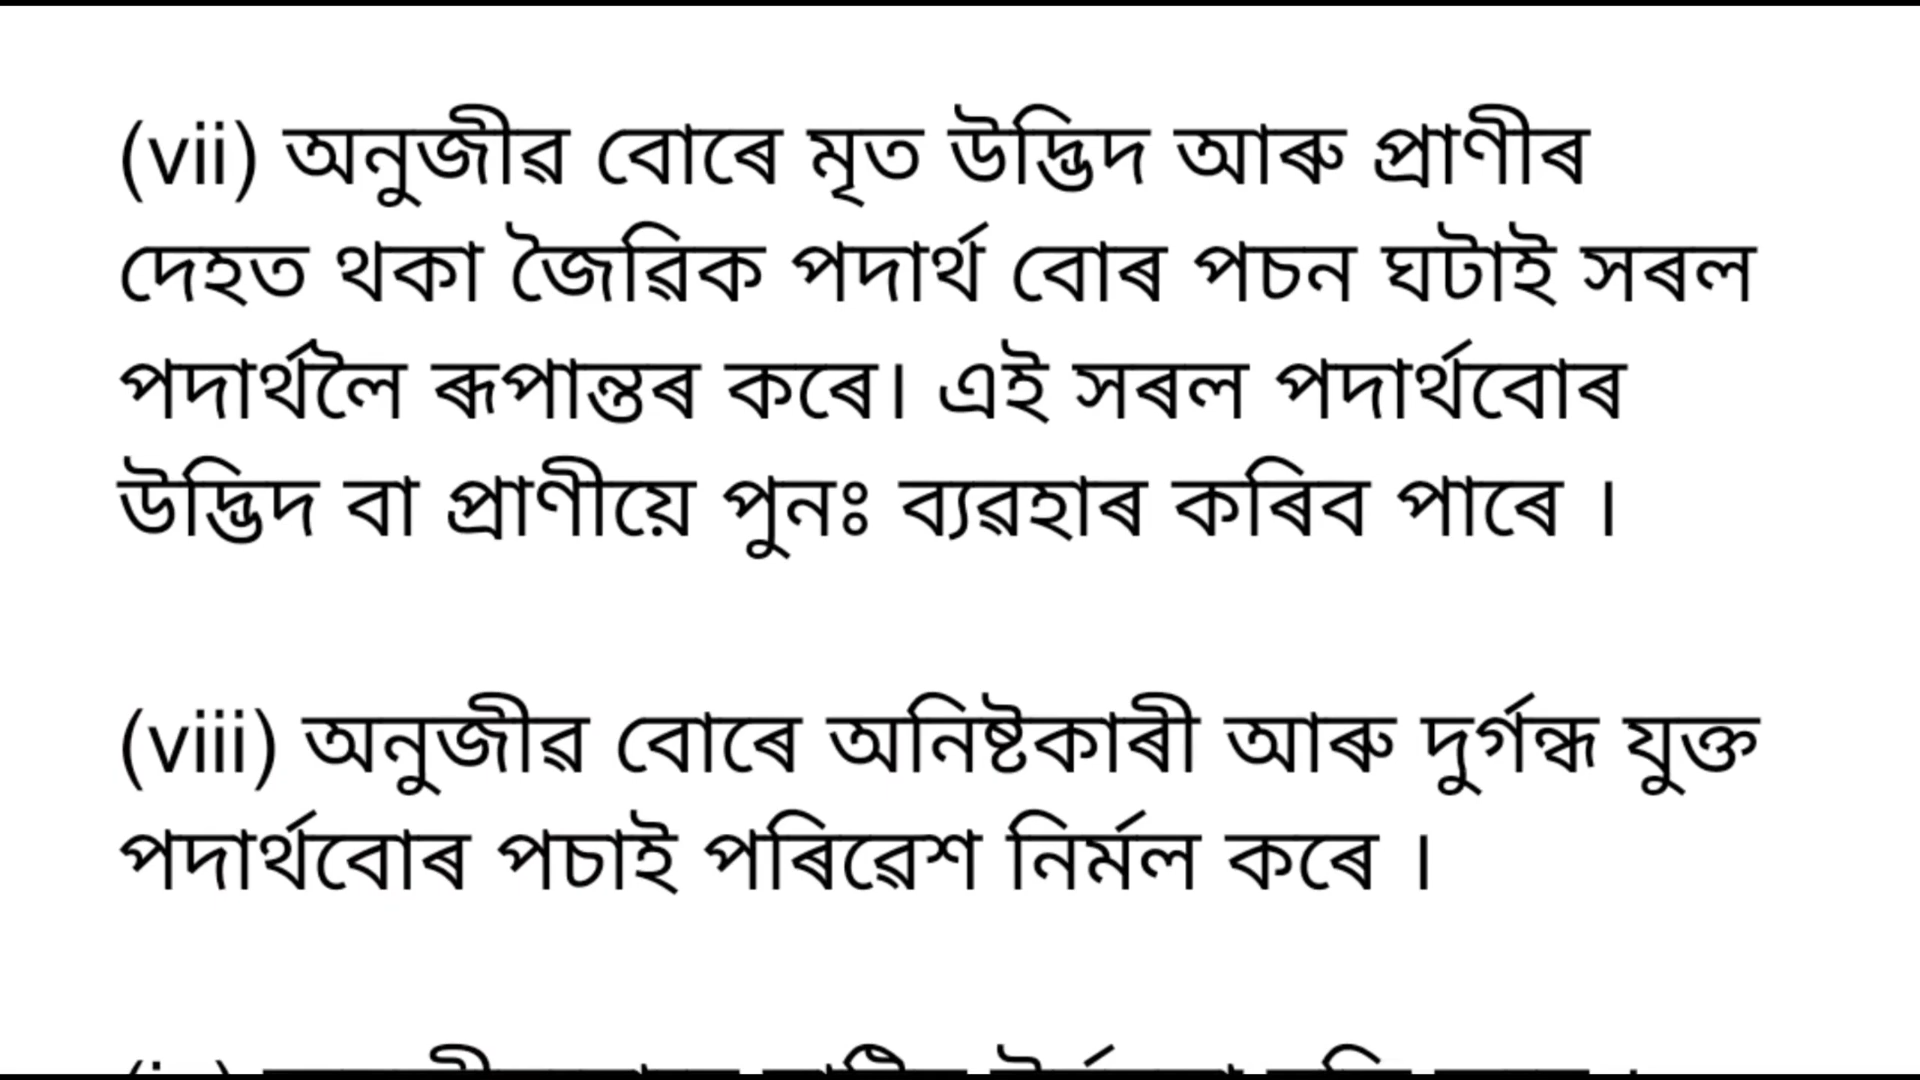 (vii) অনুজীৱ বোৰে মৃত উদ্ভিদ আৰু প্ৰাণীৰ
দেহত থকা জৈৱিক পদাৰ্থ বোৰ পচন ঘটাই সৰল
পদাৰ্থলৈ ৰূপান্তৰ কৰে। এই সৰল পদাৰ্থবোৰ
উদ্ভিদ বা প্ৰাণীয়ে পুনঃ ব্যৱহাৰ কৰিব পাৰে ।
(viii) অনুজীৱ বোৰে অনিষ্টকাৰী আৰু দুৰ্গন্ধ যুক্ত
পদাৰ্থবোৰ পচাই পৰিৱেশ নিৰ্মল কৰে ।